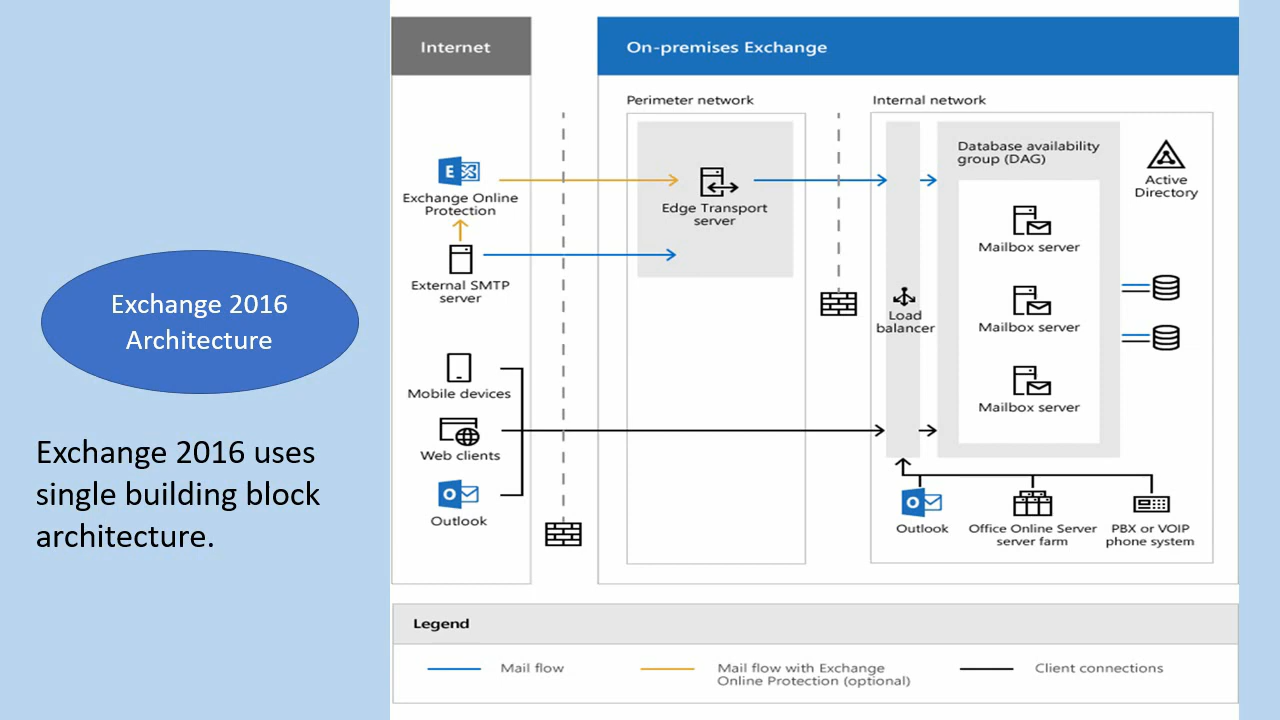 Exchange 2016
Architecture
Exchange 2016 uses
single building block
architecture.
Internet
On-premises Exchange
Perimeter network
Internal network
Exchange Online
Protection
External SMTP
server
Mobile devices
Web clients
Outlook
Edge Transport
server
Load
balancer
Database availability
group (DAG)
Mailbox server
Mailbox server
Mailbox server
Active
Directory
Outlook
Office Online Server
server farm
PBX or VOIP
phone system
Legend
Mail flow
Mail flow with Exchange
Online Protection (optional)
Client connections